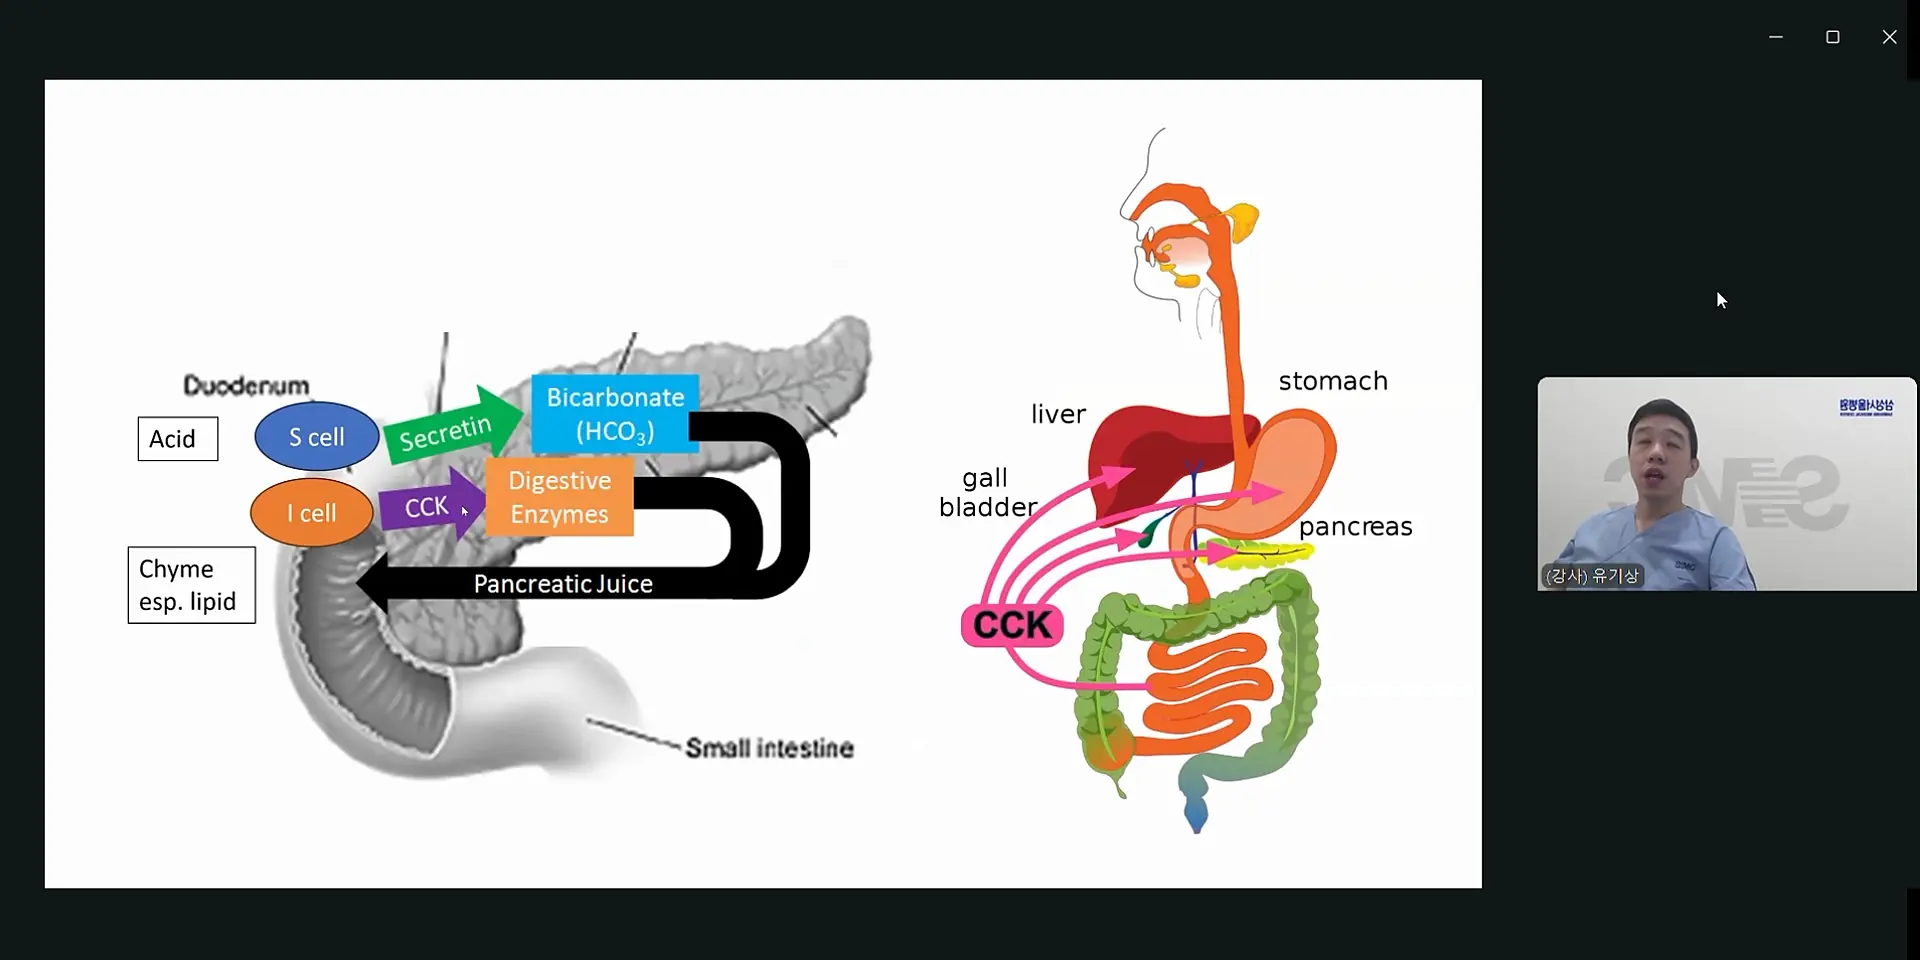 Duodenum
Acid
S cell
Secretin
Bicarbonate
(HCO₃)
I cell
CCK
Digestive
Enzymes
Chyme
esp. lipid
Pancreatic Juice
Small intestine
liver
stomach
gall
bladder
pancreas
CCK
(강사) 유기상